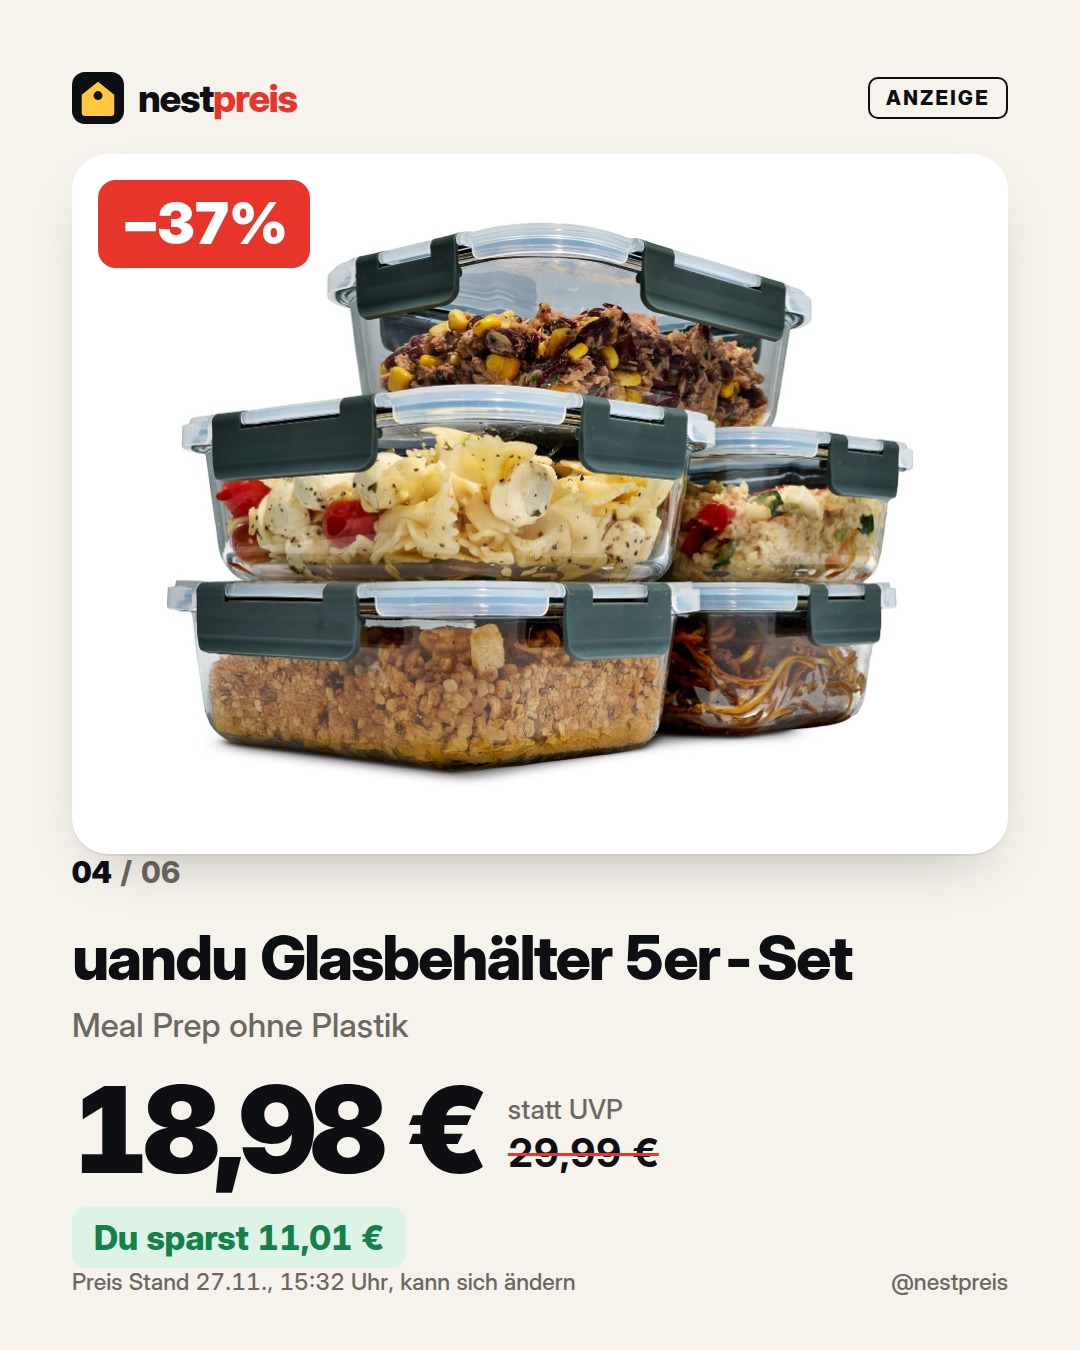 nestpreis
ANZEIGE
–37%
04 / 06
uandu Glasbehälter 5er-Set
Meal Prep ohne Plastik
18,98 €
statt UVP
29,99 €
Du sparst 11,01 €
Preis Stand 27.11., 15:32 Uhr, kann sich ändern
@nestpreis